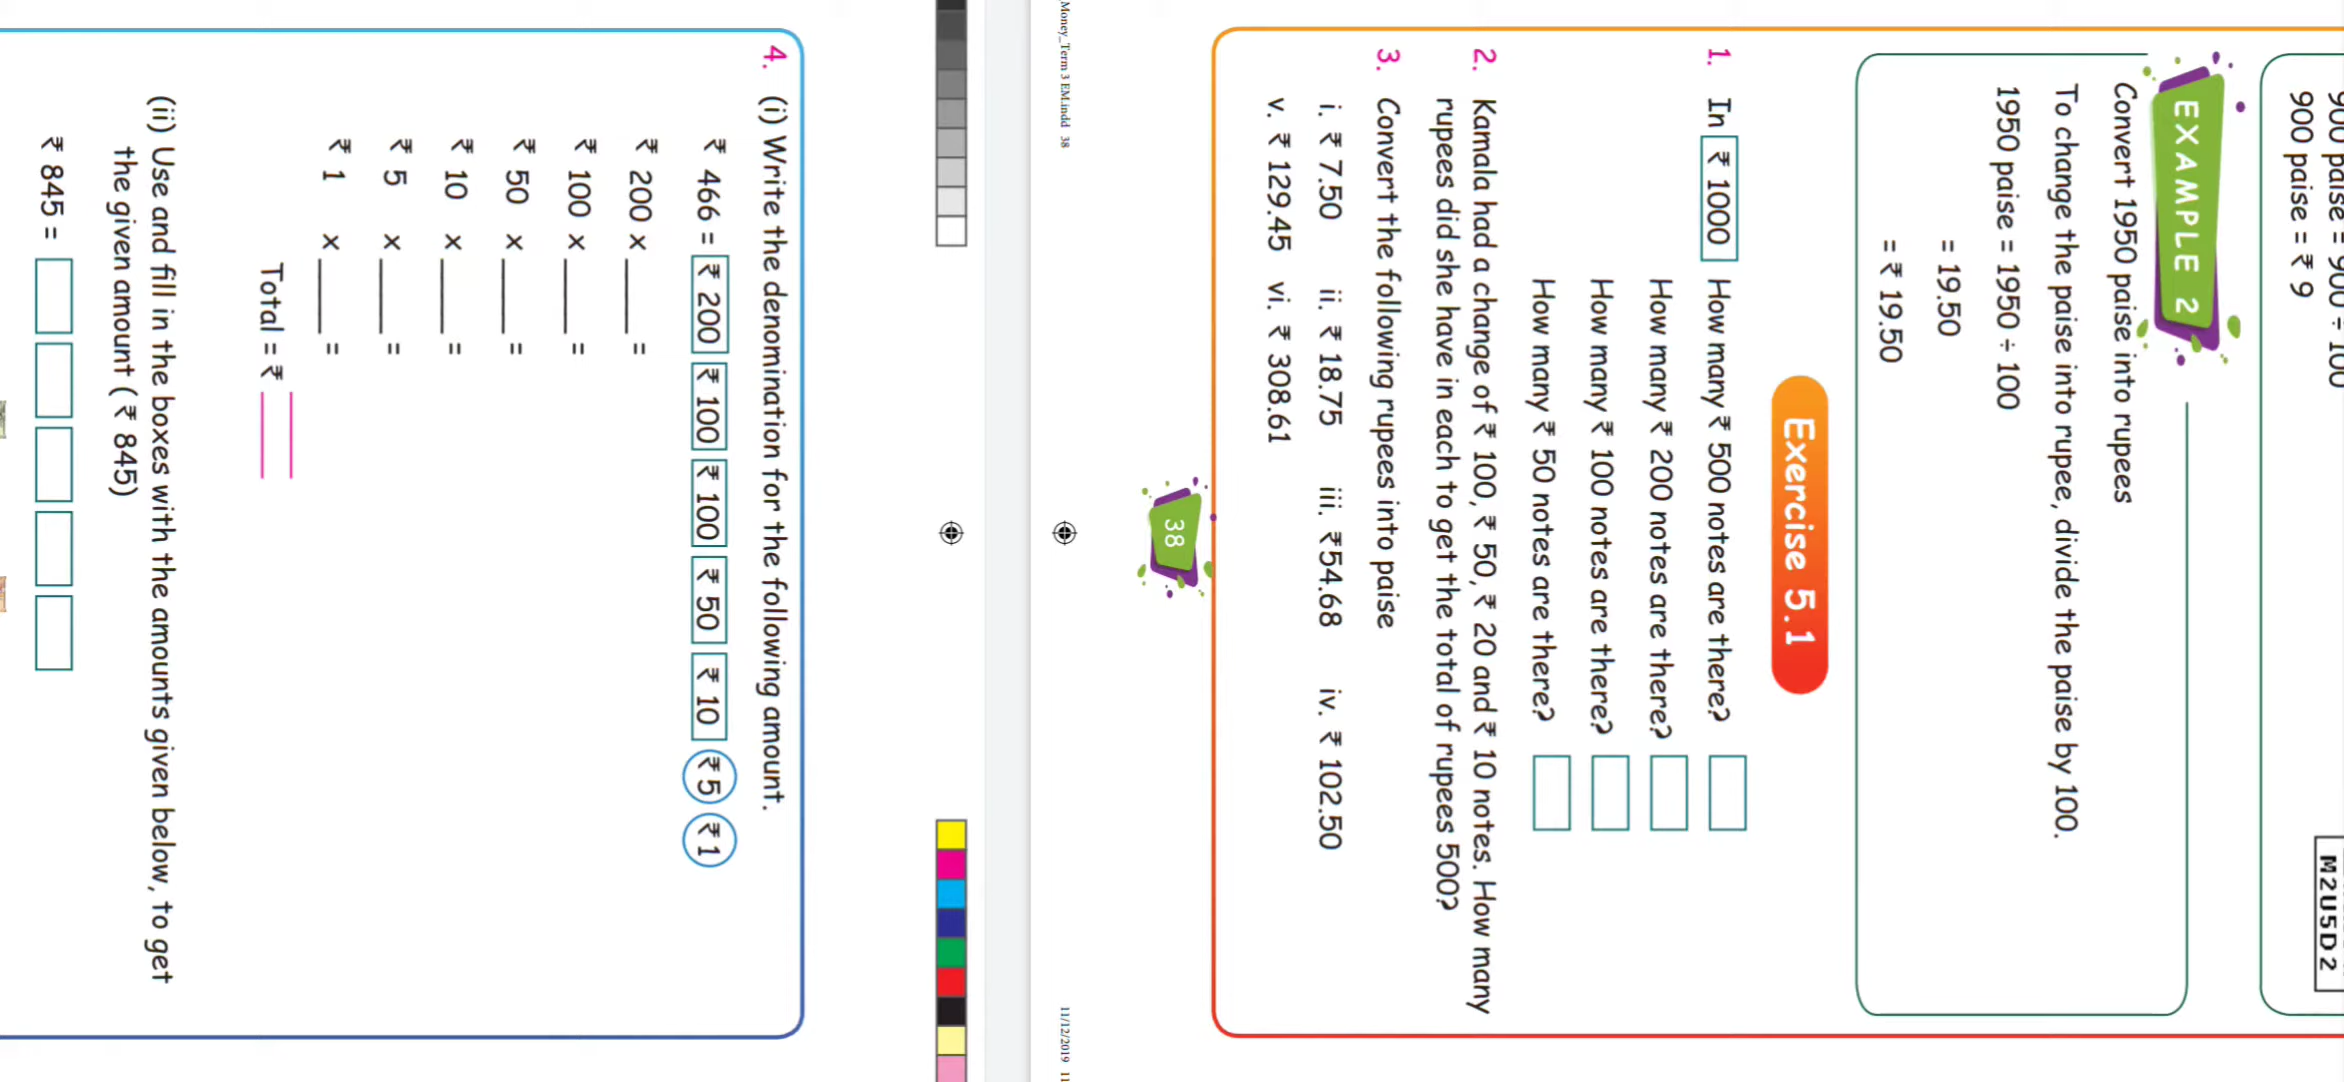 900 paise = 900 ÷ 100
900 paise = ₹ 9
M2U5D2
EXAMPLE 2
Convert 1950 paise into rupees
To change the paise into rupee, divide the paise by 100.
1950 paise = 1950 ÷ 100
= 19.50
= ₹ 19.50
Exercise 5.1
1. In ₹ 1000 How many ₹ 500 notes are there?
How many ₹ 200 notes are there?
How many ₹ 100 notes are there?
How many ₹ 50 notes are there?
2. Kamala had a change of ₹ 100, ₹ 50, ₹ 20 and ₹ 10 notes. How many
rupees did she have in each to get the total of rupees 500?
3. Convert the following rupees into paise
i. ₹ 7.50 ii. ₹ 18.75 iii. ₹54.68 iv. ₹ 102.50
v. ₹ 129.45 vi. ₹ 308.61
38
Money_Term 3 EM.indd 38 11/12/2019 11
4. (i) Write the denomination for the following amount.
₹ 466 = ₹ 200 ₹ 100 ₹ 100 ₹ 50 ₹ 10 ₹ 5 ₹ 1
₹ 200 x ____ =
₹ 100 x ____ =
₹ 50 x ____ =
₹ 10 x ____ =
₹ 5 x ____ =
₹ 1 x ____ =
Total = ₹ ____
(ii) Use and fill in the boxes with the amounts given below, to get
the given amount ( ₹ 845)
₹ 845 =